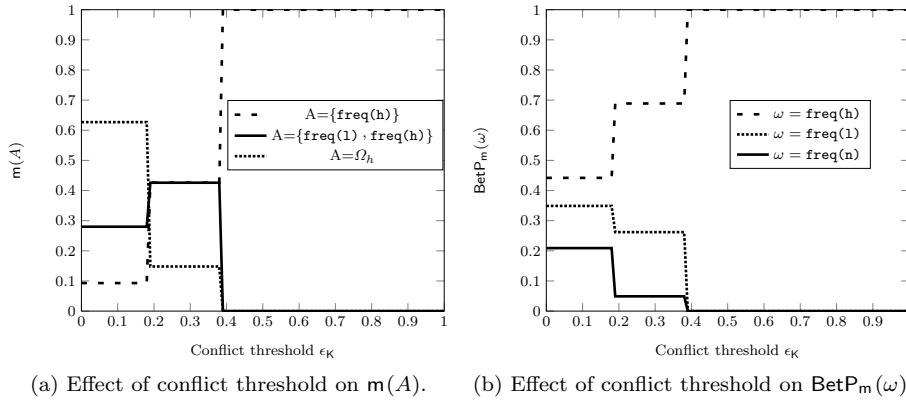 1
0.9
0.8
0.7
0.6
0.5
0.4
0.3
0.2
0.1
0
m(A)
A={freq(h)}
A={freq(l) , freq(h)}
A=Ω_h
0 0.1 0.2 0.3 0.4 0.5 0.6 0.7 0.8 0.9 1
Conflict threshold ϵ_K
(a) Effect of conflict threshold on m(A).
1
0.9
0.8
0.7
0.6
0.5
0.4
0.3
0.2
0.1
0
BetP_m(ω)
ω = freq(h)
ω = freq(l)
ω = freq(n)
0 0.1 0.2 0.3 0.4 0.5 0.6 0.7 0.8 0.9
Conflict threshold ϵ_K
(b) Effect of conflict threshold on BetP_m(ω)